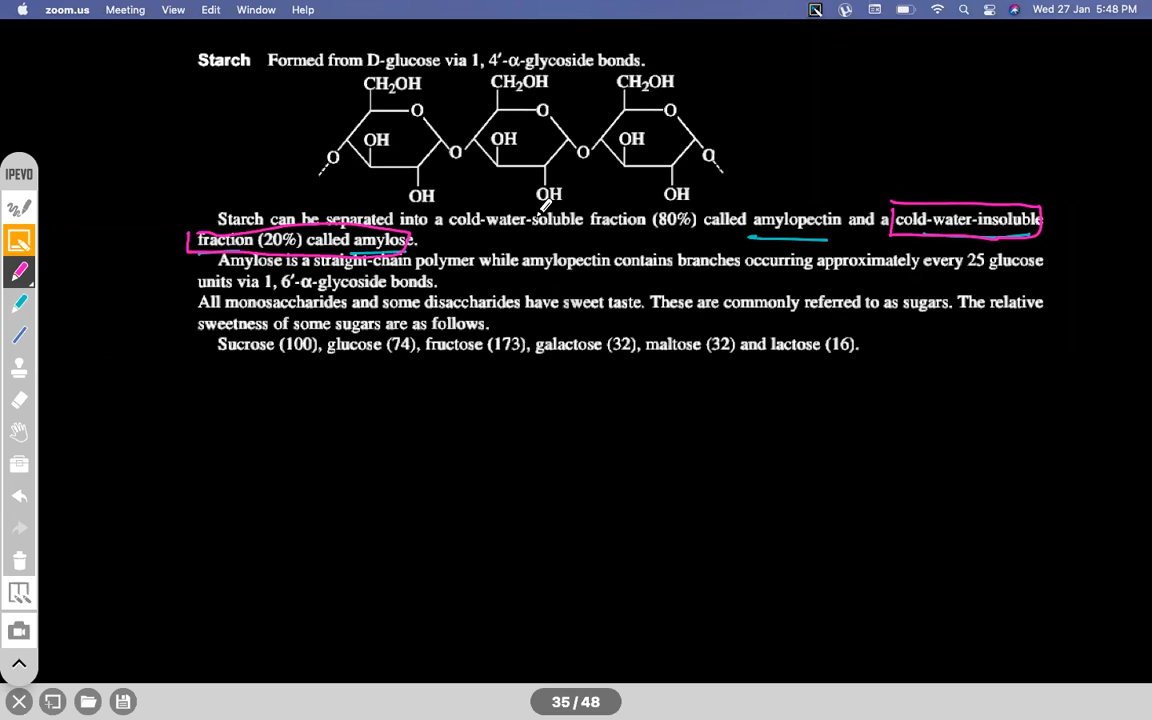 zoom.us Meeting View Edit Window Help Wed 27 Jan 5:48 PM
IPEVO
Starch Formed from D-glucose via 1, 4′-α-glycoside bonds.
CH₂OH CH₂OH CH₂OH
O O O
OH OH OH
O O O O
OH OH OH
Starch can be separated into a cold-water-soluble fraction (80%) called amylopectin and a cold-water-insoluble
fraction (20%) called amylose.
Amylose is a straight-chain polymer while amylopectin contains branches occurring approximately every 25 glucose
units via 1, 6′-α-glycoside bonds.
All monosaccharides and some disaccharides have sweet taste. These are commonly referred to as sugars. The relative
sweetness of some sugars are as follows.
Sucrose (100), glucose (74), fructose (173), galactose (32), maltose (32) and lactose (16).
35 / 48